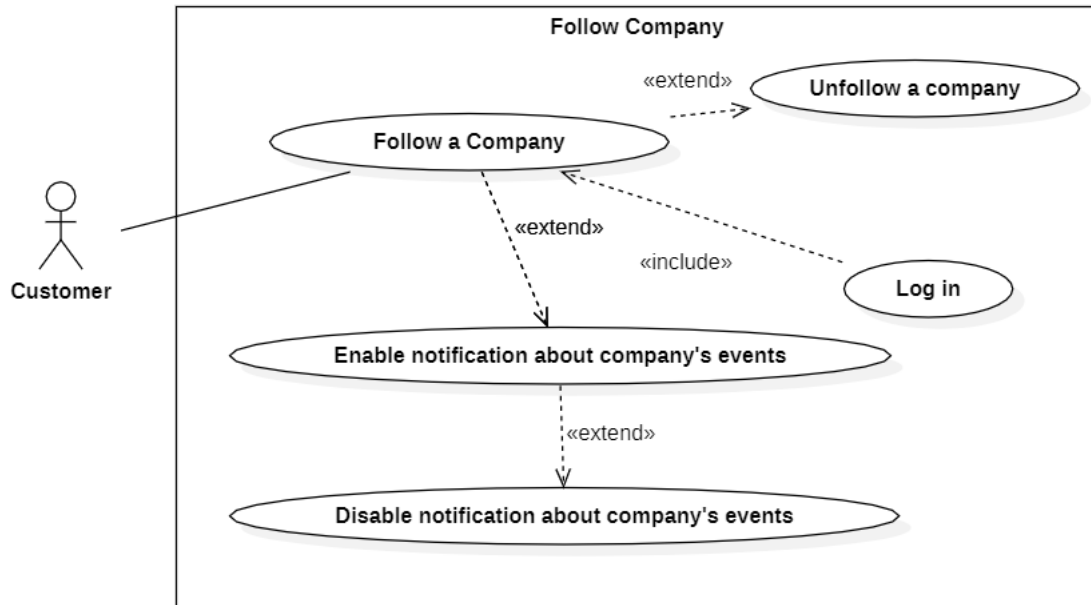 Follow Company
«extend»
Unfollow a company
Follow a Company
«extend»
«include»
Log in
Customer
Enable notification about company's events
«extend»
Disable notification about company's events